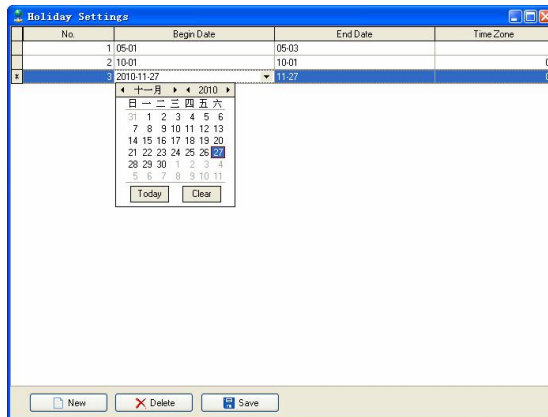 Holiday Settings
No. Begin Date End Date Time Zone
1 05-01 05-03
2 10-01 10-01 0
3 2010-11-27 11-27 0
十一月 2010
日 一 二 三 四 五 六
31 1 2 3 4 5 6
7 8 9 10 11 12 13
14 15 16 17 18 19 20
21 22 23 24 25 26 27
28 29 30 1 2 3 4
5 6 7 8 9 10 11
Today Clear
New Delete Save